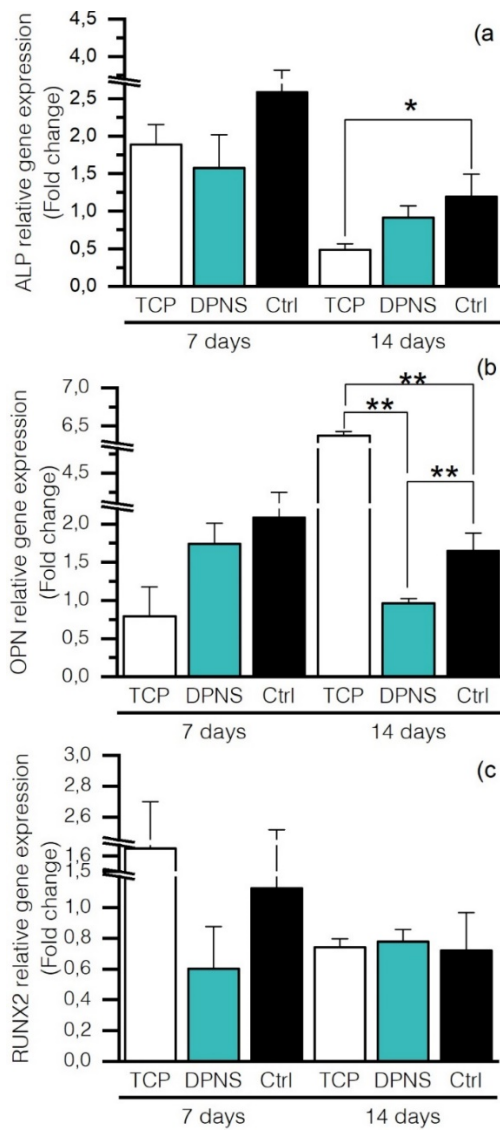 (a
ALP relative gene expression
(Fold change)
4,5
4,0
2,5
2,0
1,5
1,0
0,5
0,0
*
TCP DPNS Ctrl TCP DPNS Ctrl
7 days 14 days
(b
OPN relative gene expression
(Fold change)
7,0
6,5
4,5
2,0
1,5
1,0
0,5
0,0
**
**
**
TCP DPNS Ctrl TCP DPNS Ctrl
7 days 14 days
(c
RUNX2 relative gene expression
(Fold change)
3,0
2,8
2,6
1,6
1,5
1,0
0,8
0,6
0,4
0,2
0,0
TCP DPNS Ctrl TCP DPNS Ctrl
7 days 14 days